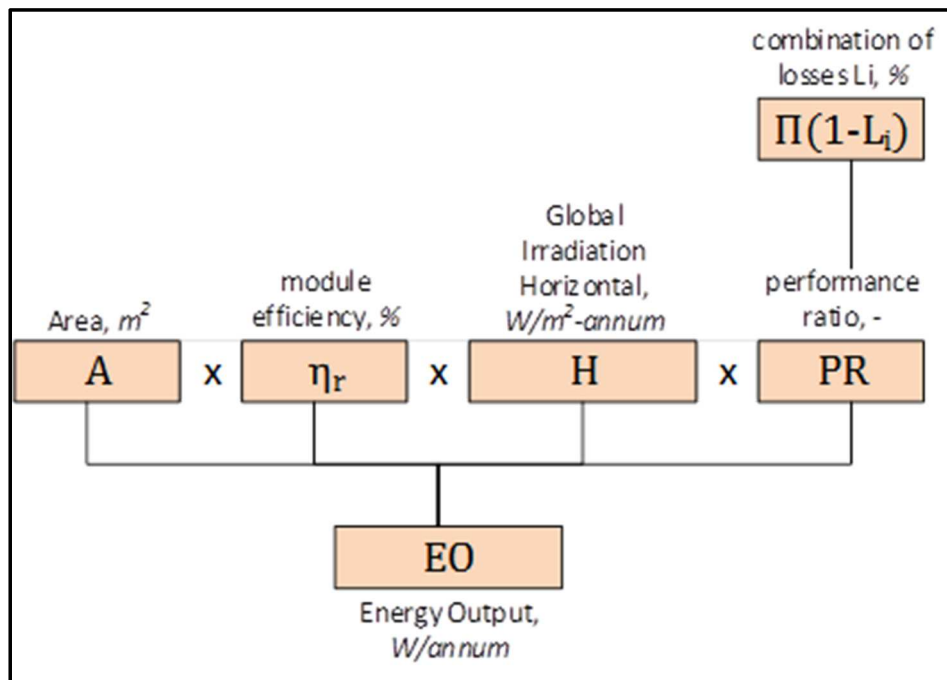 combination of
losses Li, %
Π(1-Lᵢ)
Global
Irradiation
Horizontal,
W/m²-annum
module
efficiency, %
performance
ratio, -
Area, m²
A x ηᵣ x H x PR
EO
Energy Output,
W/annum